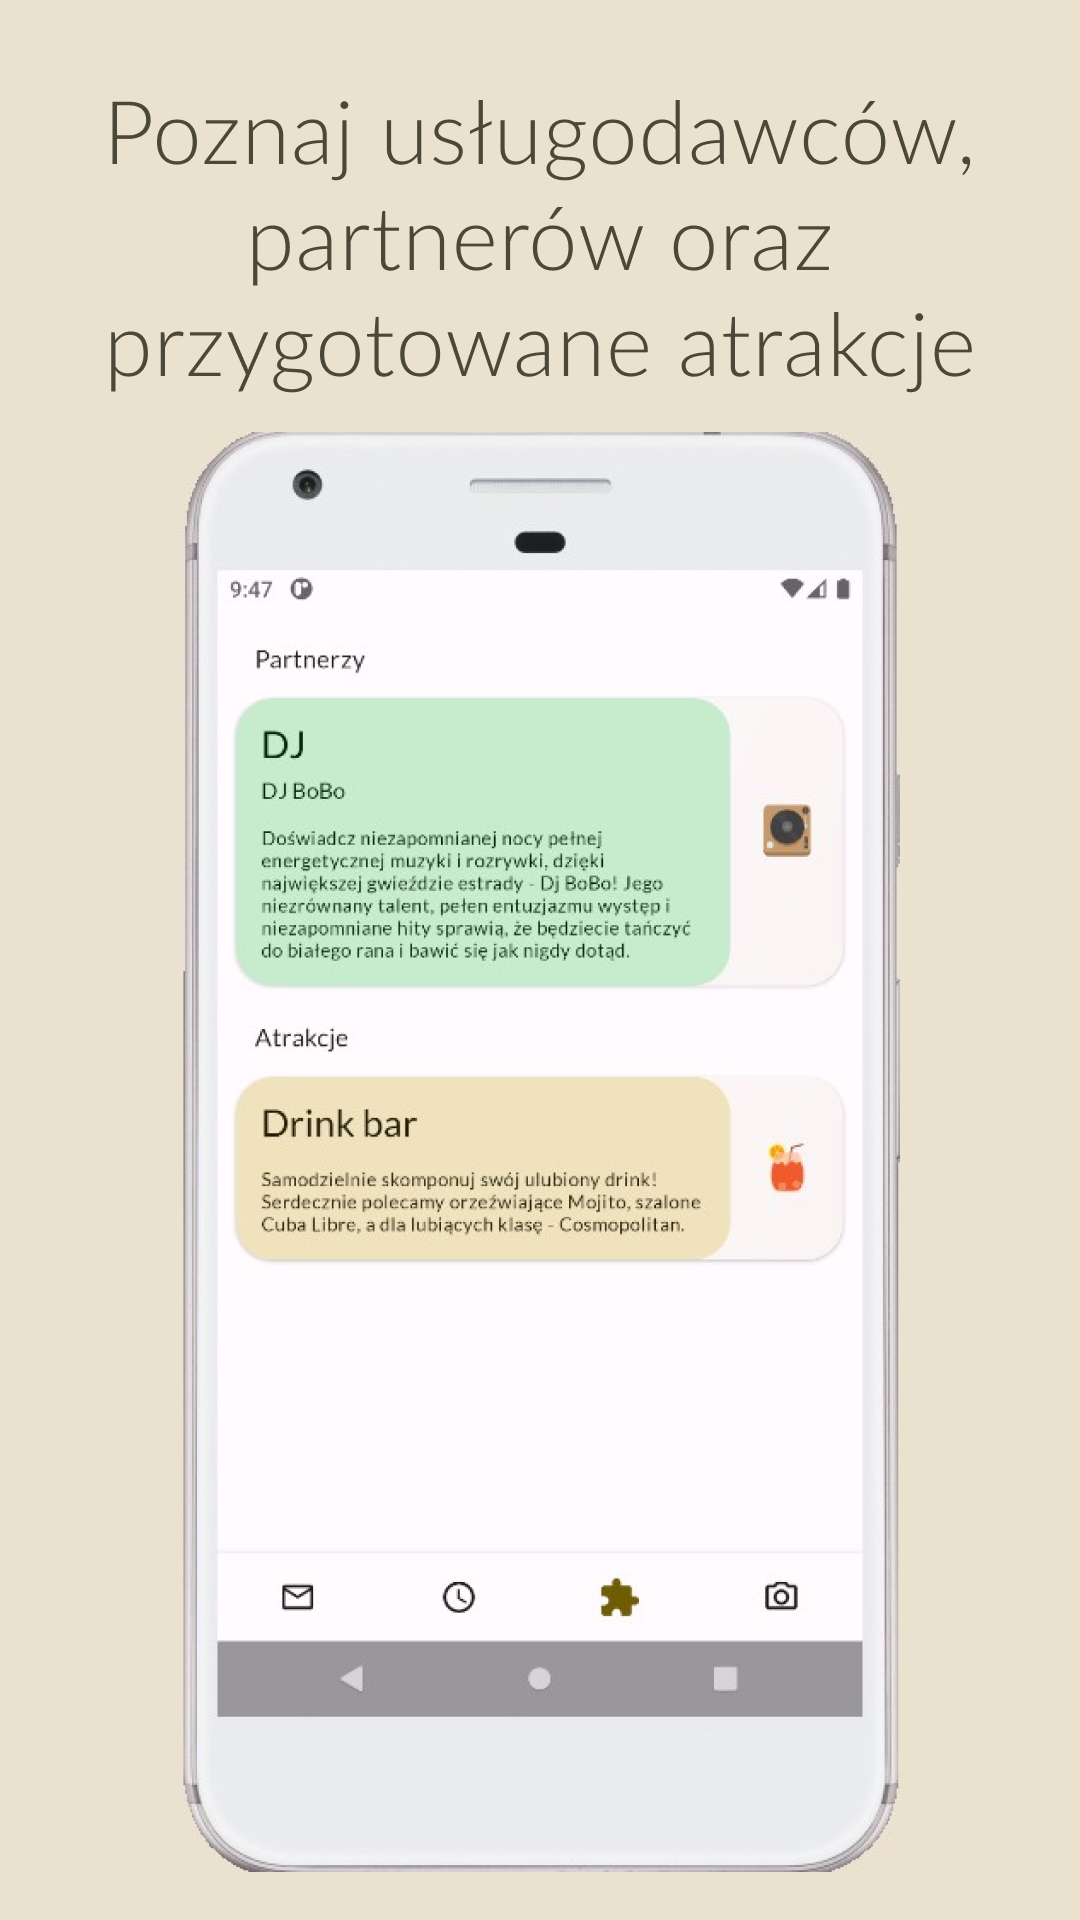 Poznaj usługodawców,
partnerów oraz
przygotowane atrakcje
9:47
Partnerzy
DJ
DJ BoBo
Doświadcz niezapomnianej nocy pełnej
energetycznej muzyki i rozrywki, dzięki
największej gwieździe estrady - Dj BoBo! Jego
niezrównany talent, pełen entuzjazmu występ i
niezapomniane hity sprawią, że będziecie tańczyć
do białego rana i bawić się jak nigdy dotąd.
Atrakcje
Drink bar
Samodzielnie skomponuj swój ulubiony drink!
Serdecznie polecamy orzeźwiające Mojito, szalone
Cuba Libre, a dla lubiących klasę - Cosmopolitan.